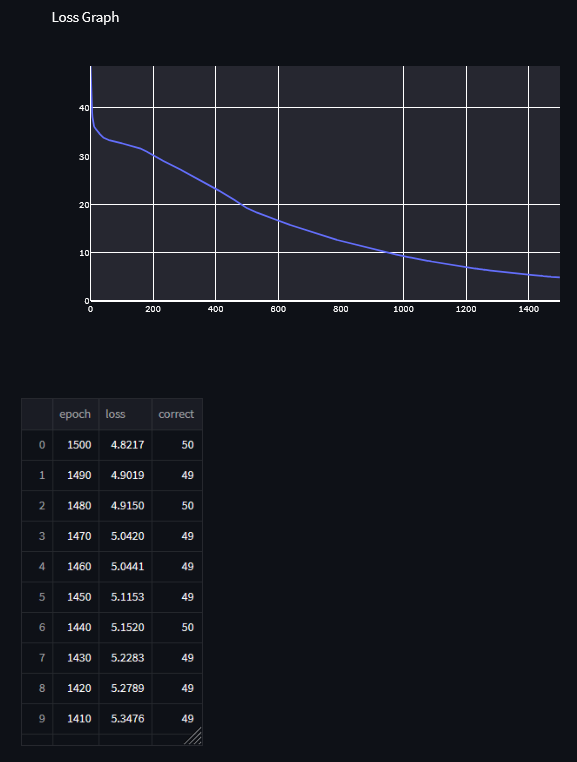 Loss Graph
40
30
20
10
0
0 200 400 600 800 1000 1200 1400
epoch loss correct
0 1500 4.8217 50
1 1490 4.9019 49
2 1480 4.9150 50
3 1470 5.0420 49
4 1460 5.0441 49
5 1450 5.1153 49
6 1440 5.1520 50
7 1430 5.2283 49
8 1420 5.2789 49
9 1410 5.3476 49